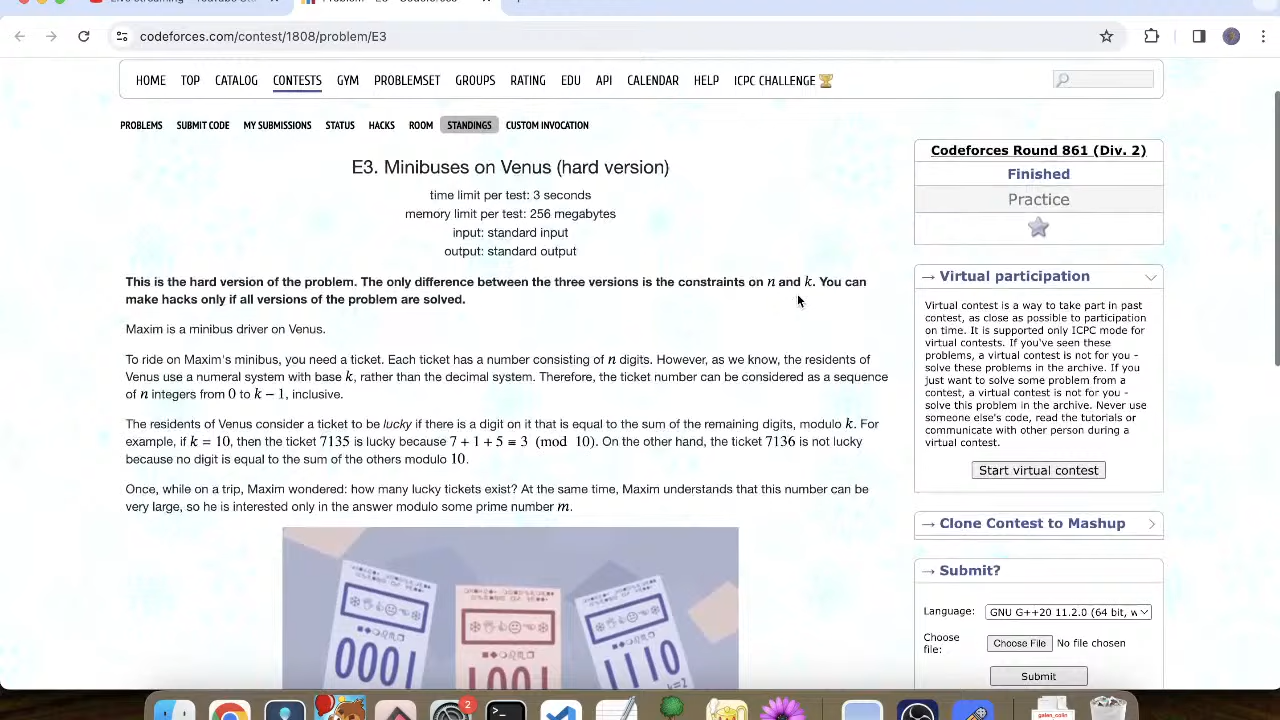 codeforces.com/contest/1808/problem/E3
HOME TOP CATALOG CONTESTS GYM PROBLEMSET GROUPS RATING EDU API CALENDAR HELP ICPC CHALLENGE 🏆
PROBLEMS SUBMIT CODE MY SUBMISSIONS STATUS HACKS ROOM STANDINGS CUSTOM INVOCATION
E3. Minibuses on Venus (hard version)
time limit per test: 3 seconds
memory limit per test: 256 megabytes
input: standard input
output: standard output
This is the hard version of the problem. The only difference between the three versions is the constraints on n and k. You can
make hacks only if all versions of the problem are solved.
Maxim is a minibus driver on Venus.
To ride on Maxim's minibus, you need a ticket. Each ticket has a number consisting of n digits. However, as we know, the residents of
Venus use a numeral system with base k, rather than the decimal system. Therefore, the ticket number can be considered as a sequence
of n integers from 0 to k − 1, inclusive.
The residents of Venus consider a ticket to be lucky if there is a digit on it that is equal to the sum of the remaining digits, modulo k. For
example, if k = 10, then the ticket 7135 is lucky because 7 + 1 + 5 ≡ 3 (mod 10). On the other hand, the ticket 7136 is not lucky
because no digit is equal to the sum of the others modulo 10.
Once, while on a trip, Maxim wondered: how many lucky tickets exist? At the same time, Maxim understands that this number can be
very large, so he is interested only in the answer modulo some prime number m.
0001
1001
1110
k=2
Codeforces Round 861 (Div. 2)
Finished
Practice
→ Virtual participation
Virtual contest is a way to take part in past
contest, as close as possible to participation
on time. It is supported only ICPC mode for
virtual contests. If you've seen these
problems, a virtual contest is not for you -
solve these problems in the archive. If you
just want to solve some problem from a
contest, a virtual contest is not for you -
solve this problem in the archive. Never use
someone else's code, read the tutorials or
communicate with other person during a
virtual contest.
Start virtual contest
→ Clone Contest to Mashup
→ Submit?
Language: GNU G++20 11.2.0 (64 bit, w
Choose
file: Choose File No file chosen
Submit
2
galen_colin